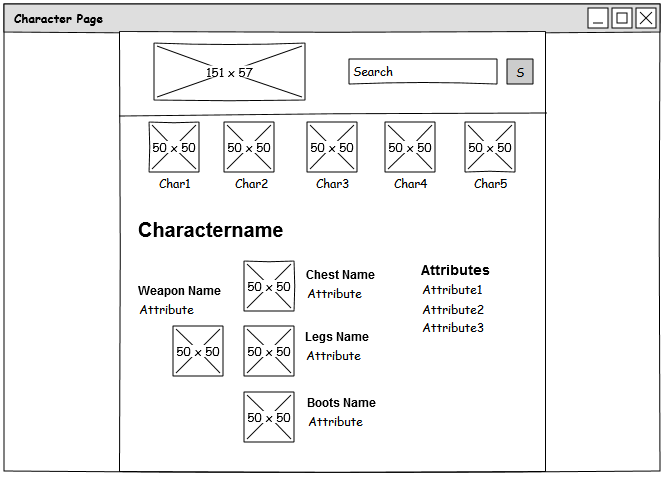 Character Page
151 x 57
Search
S
50 x 50
50 x 50
50 x 50
50 x 50
50 x 50
Char1
Char2
Char3
Char4
Char5
Charactername
Weapon Name
Attribute
50 x 50
50 x 50
Chest Name
Attribute
50 x 50
Legs Name
Attribute
50 x 50
Boots Name
Attribute
Attributes
Attribute1
Attribute2
Attribute3